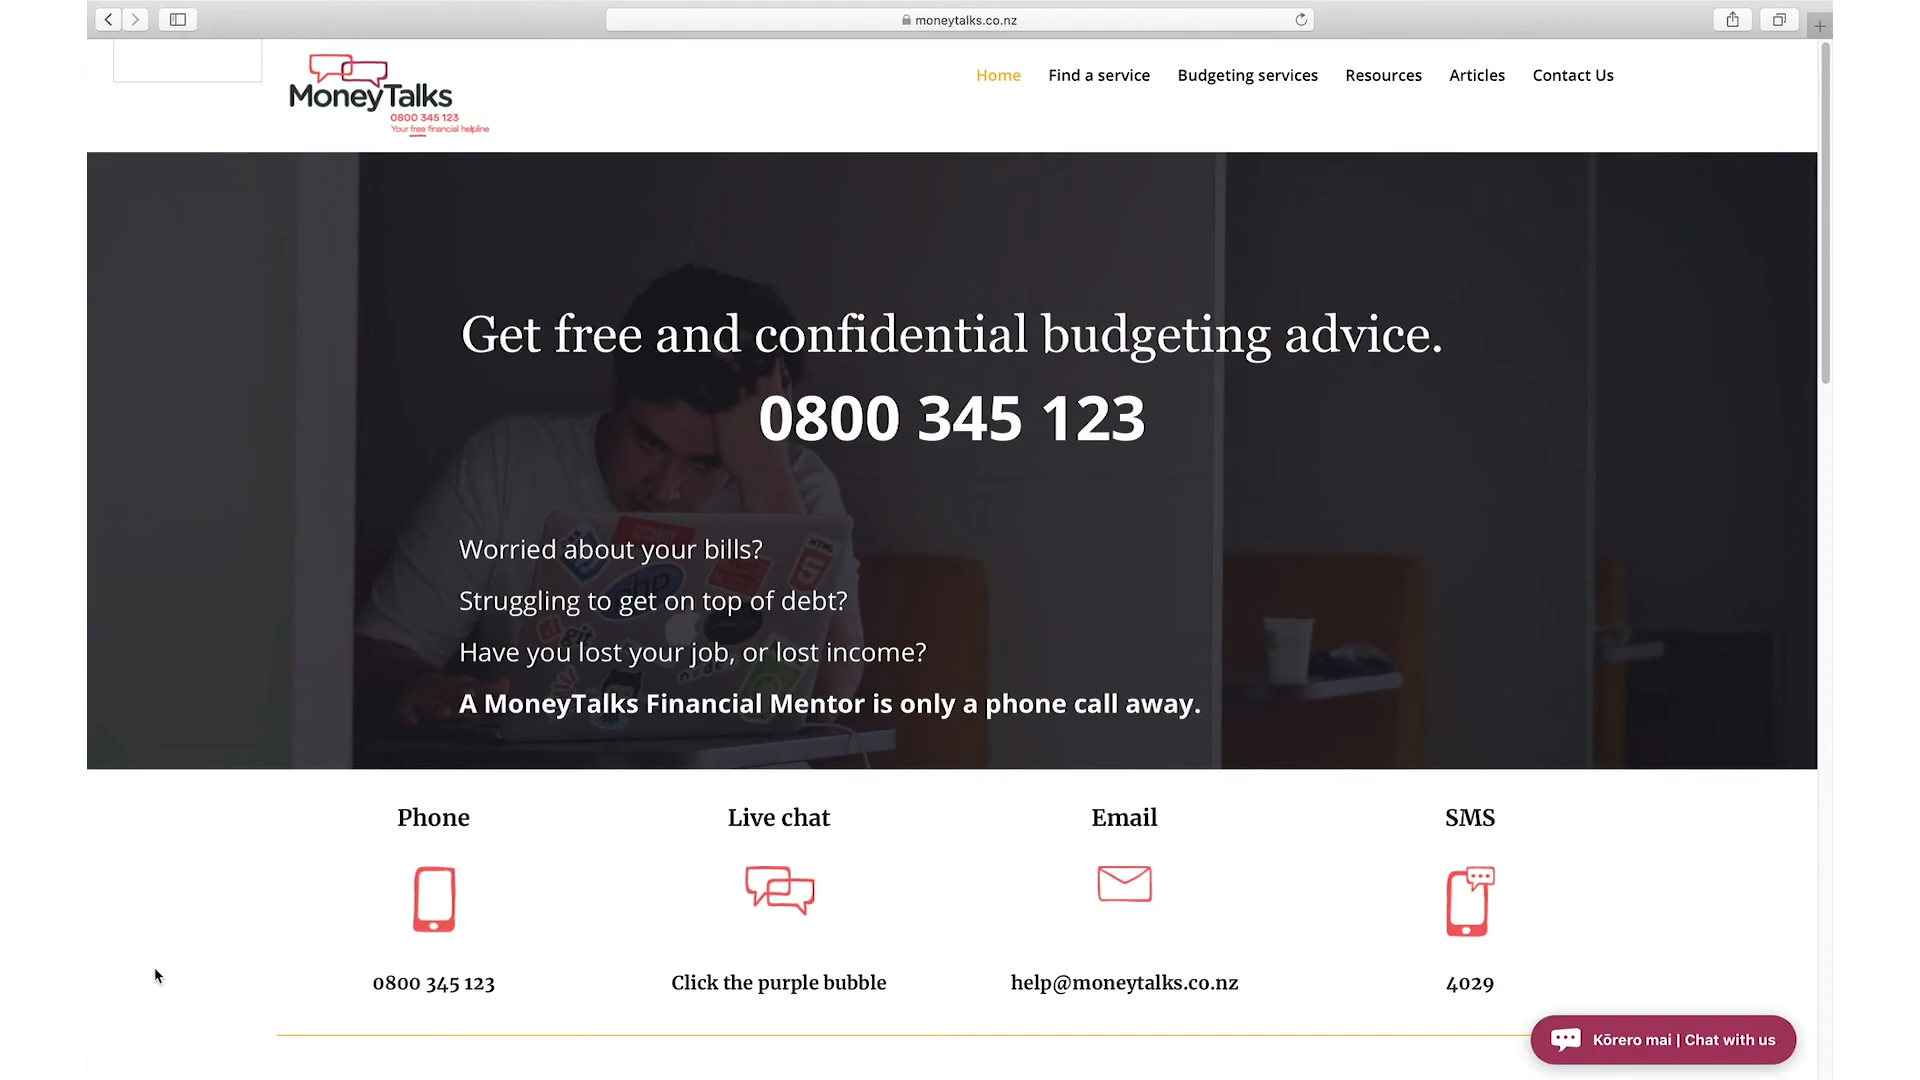 moneytalks.co.nz
MoneyTalks
0800 345 123
Your free financial helpline
Home Find a service Budgeting services Resources Articles Contact Us
Get free and confidential budgeting advice.
0800 345 123
Worried about your bills?
Struggling to get on top of debt?
Have you lost your job, or lost income?
A MoneyTalks Financial Mentor is only a phone call away.
Phone Live chat Email SMS
0800 345 123 Click the purple bubble help@moneytalks.co.nz 4029
Kōrero mai | Chat with us
HTML
php
git